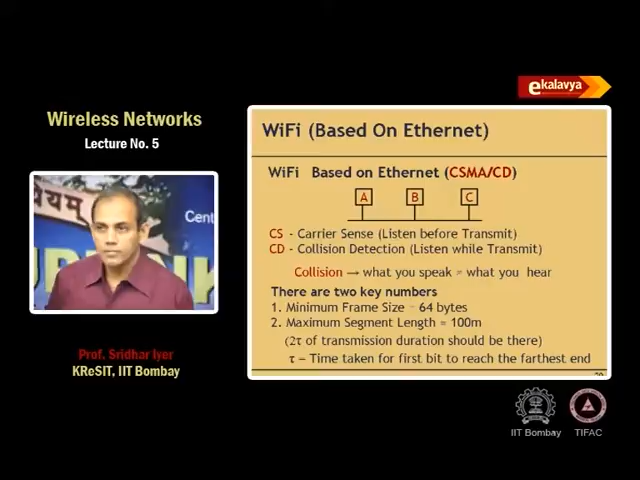 ekalavya
Wireless Networks
Lecture No. 5
WiFi (Based On Ethernet)
WiFi Based on Ethernet (CSMA/CD)
A B C
CS - Carrier Sense (Listen before Transmit)
CD - Collision Detection (Listen while Transmit)
Collision → what you speak = what you hear
There are two key numbers
1. Minimum Frame Size = 64 bytes
2. Maximum Segment Length = 100m
(2τ of transmission duration should be there)
τ = Time taken for first bit to reach the farthest end
Cent
Prof. Sridhar Iyer
KReSIT, IIT Bombay
IIT Bombay
TIFAC